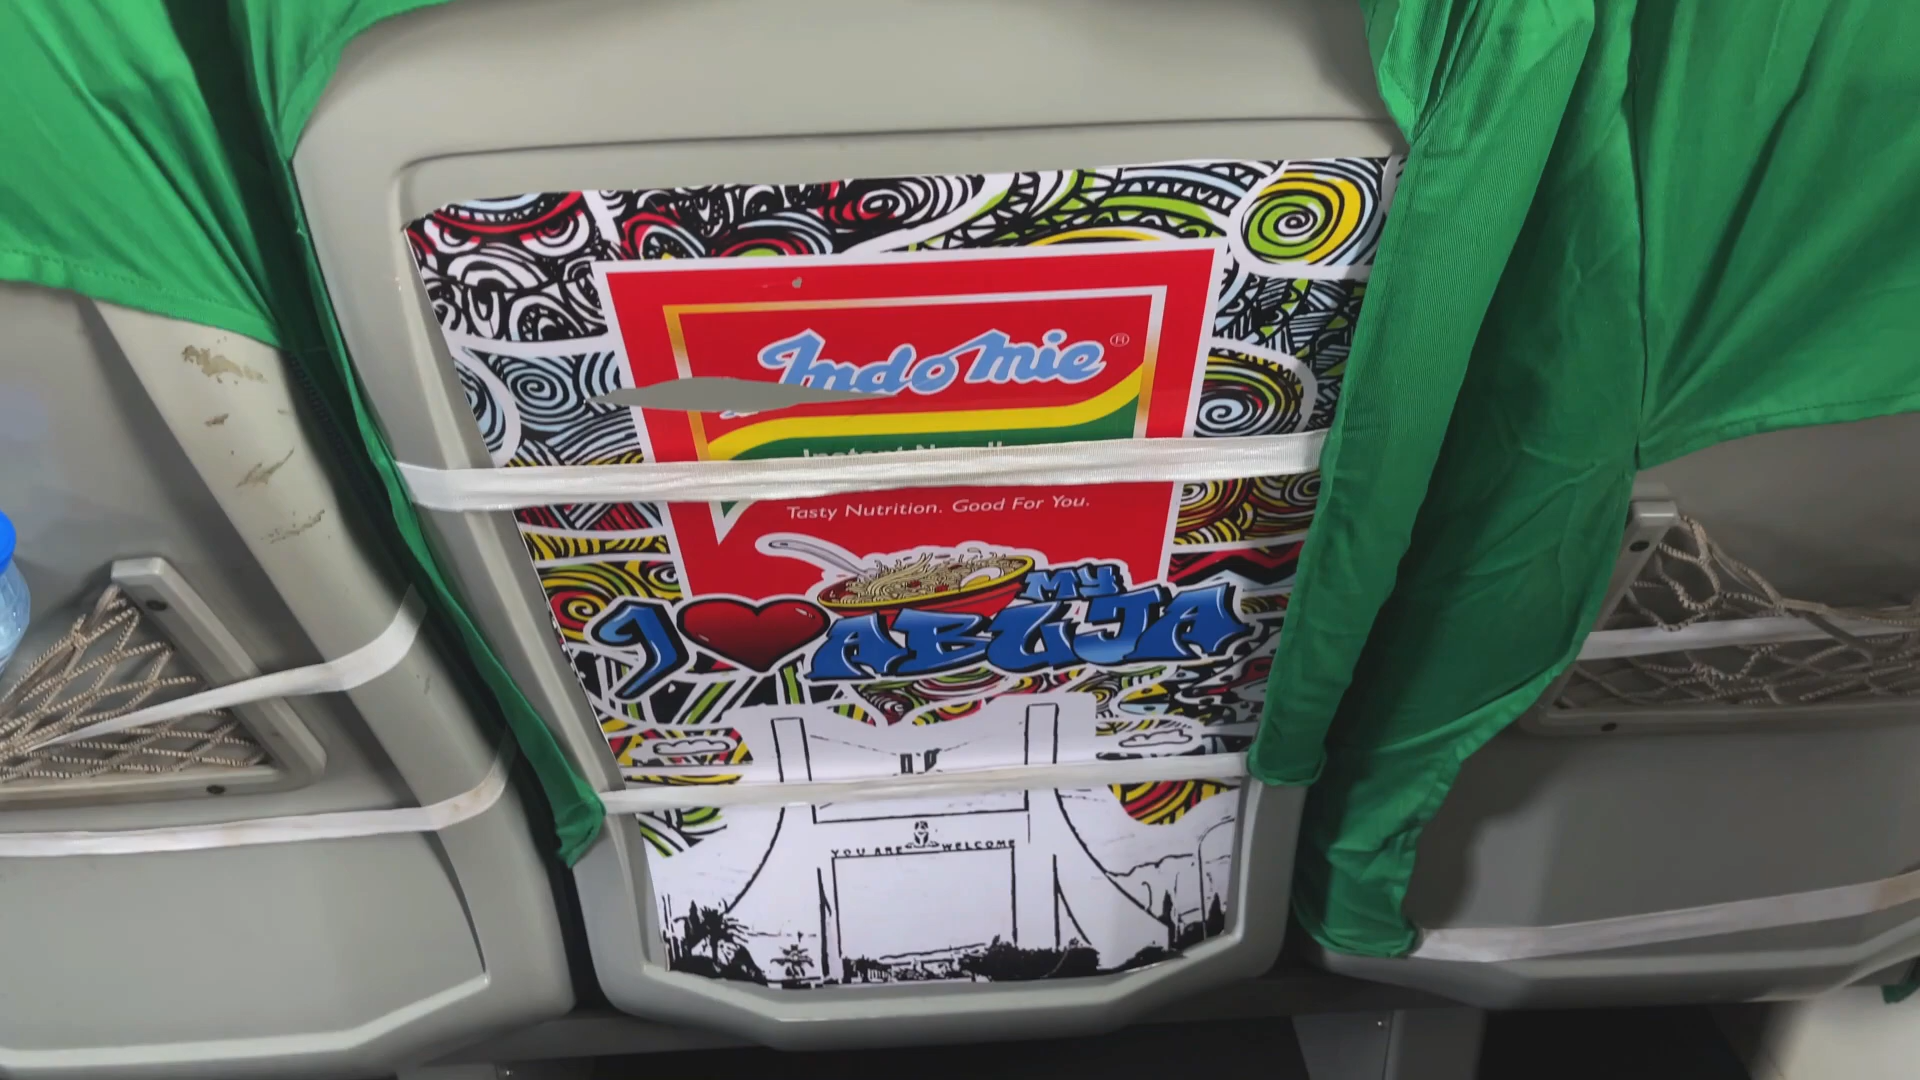 Indomie®
Tasty Nutrition. Good For You.
I MY
ABUJA
YOU ARE WELCOME